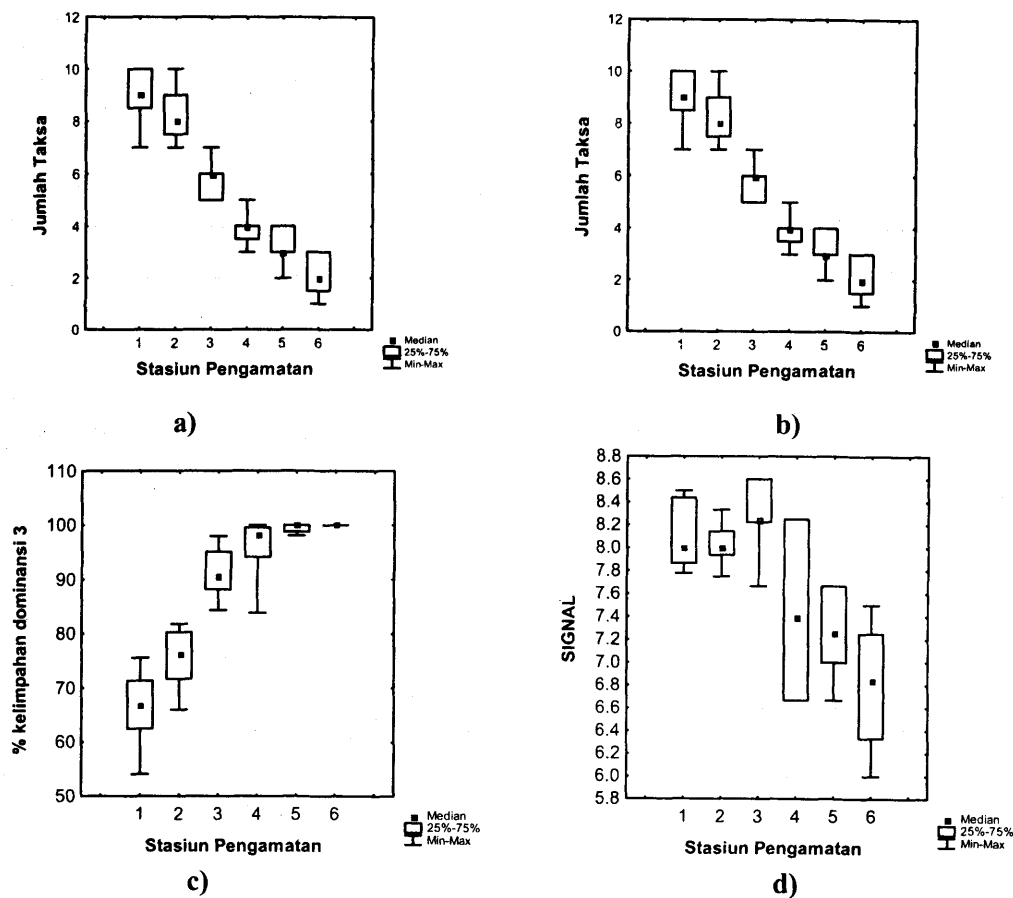 12
10
8
6
4
2
0
Jumlah Taksa
1 2 3 4 5 6
Stasiun Pengamatan
Median
25%-75%
Min-Max
a)
12
10
8
6
4
2
0
Jumlah Taksa
1 2 3 4 5 6
Stasiun Pengamatan
Median
25%-75%
Min-Max
b)
110
100
90
80
70
60
50
% kelimpahan dominansi 3
1 2 3 4 5 6
Stasiun Pengamatan
Median
25%-75%
Min-Max
c)
8.8
8.6
8.4
8.2
8.0
7.8
7.6
7.4
7.2
7.0
6.8
6.6
6.4
6.2
6.0
5.8
SIGNAL
1 2 3 4 5 6
Stasiun Pengamatan
Median
25%-75%
Min-Max
d)